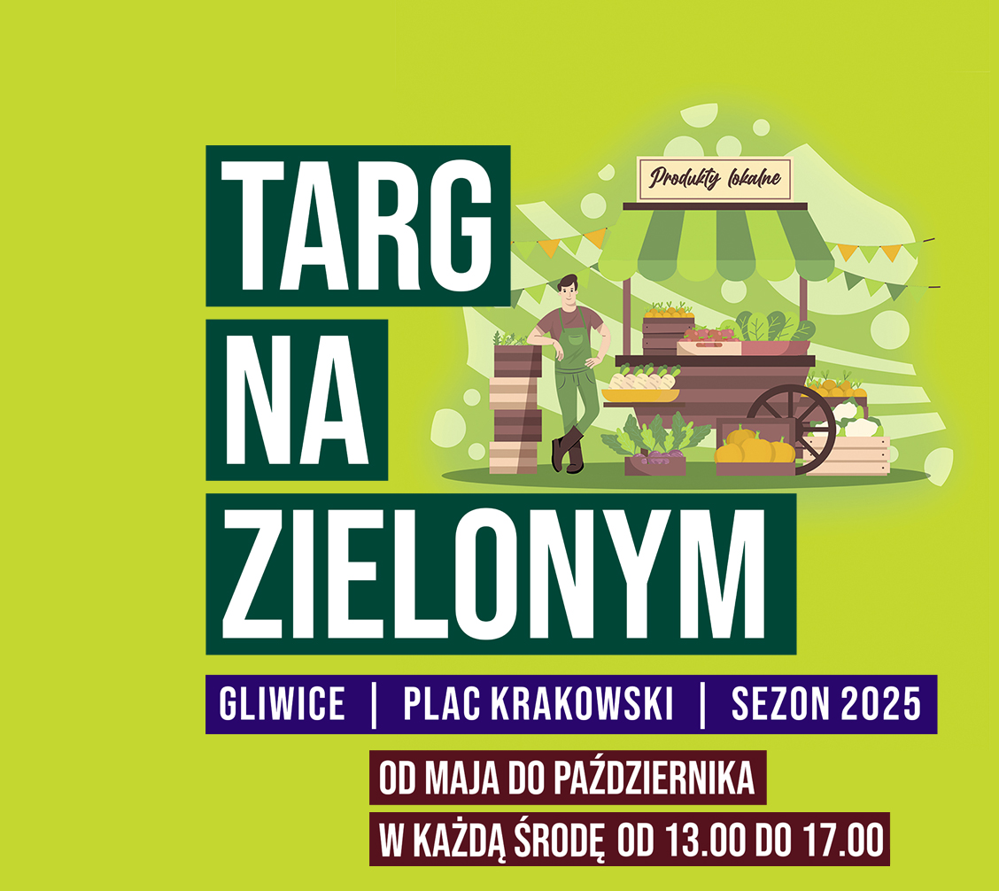 Produkty lokalne
TARG
NA
ZIELONYM
GLIWICE | PLAC KRAKOWSKI | SEZON 2025
OD MAJA DO PAŹDZIERNIKA
W KAŻDĄ ŚRODĘ OD 13.00 DO 17.00